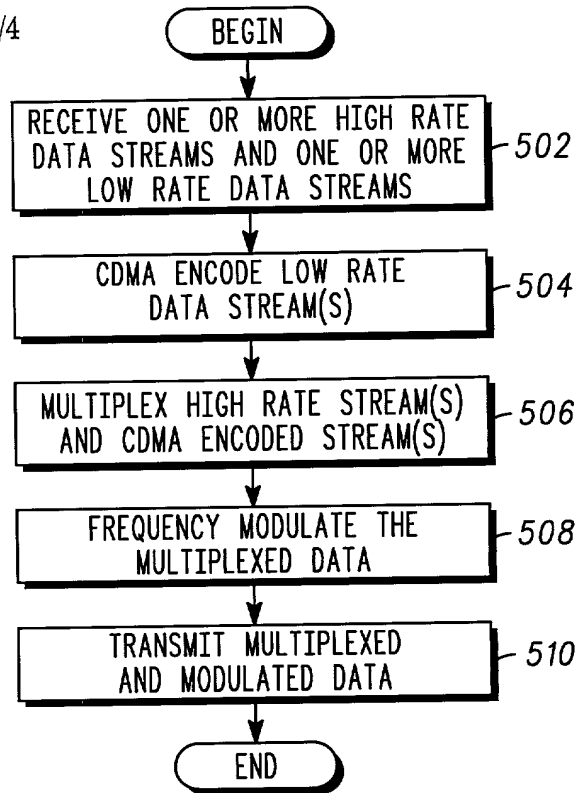 /4
BEGIN
RECEIVE ONE OR MORE HIGH RATE
DATA STREAMS AND ONE OR MORE
LOW RATE DATA STREAMS
502
CDMA ENCODE LOW RATE
DATA STREAM(S)
504
MULTIPLEX HIGH RATE STREAM(S)
AND CDMA ENCODED STREAM(S)
506
FREQUENCY MODULATE THE
MULTIPLEXED DATA
508
TRANSMIT MULTIPLEXED
AND MODULATED DATA
510
END